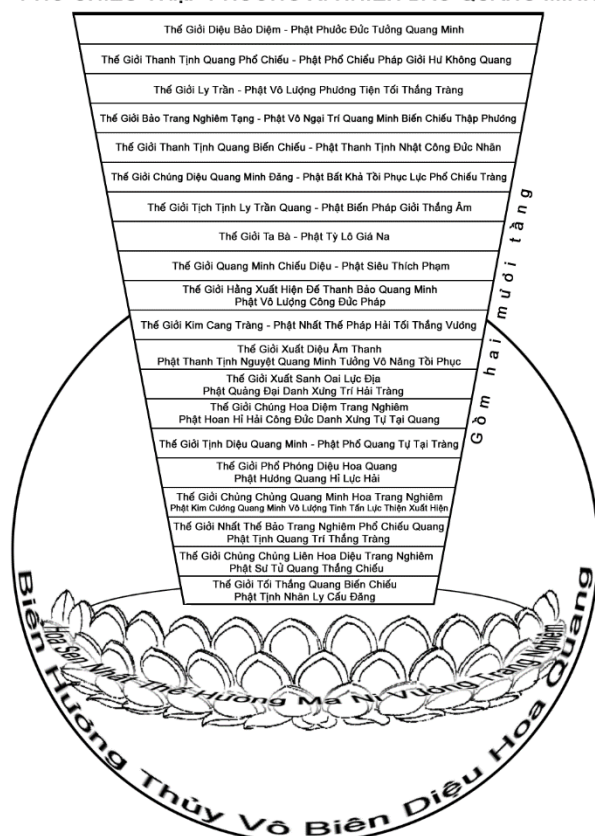 Thế Giới Diệu Bảo Diệm - Phật Phước Đức Tướng Quang Minh
Thế Giới Thanh Tịnh Quang Phổ Chiếu - Phật Phổ Chiếu Pháp Giới Hư Không Quang
Thế Giới Ly Trần - Phật Vô Lượng Phương Tiện Tối Thắng Tràng
Thế Giới Bảo Trang Nghiêm Tạng - Phật Vô Ngại Trí Quang Minh Biến Chiếu Thập Phương
Thế Giới Thanh Tịnh Quang Biến Chiếu - Phật Thanh Tịnh Nhật Công Đức Nhãn
Thế Giới Chúng Diệu Quang Minh Đăng - Phật Bất Khả Tồi Phục Lực Phổ Chiếu Tràng
Thế Giới Tịch Tịnh Ly Trần Quang - Phật Biến Pháp Giới Thắng Âm
Thế Giới Ta Bà - Phật Tỳ Lô Giá Na
Thế Giới Quang Minh Chiếu Diệu - Phật Siêu Thích Phạm
Thế Giới Hằng Xuất Hiện Đế Thanh Bảo Quang Minh
Phật Vô Lượng Công Đức Pháp
Thế Giới Kim Cang Tràng - Phật Nhất Thế Pháp Hải Tối Thắng Vương
Thế Giới Xuất Diệu Âm Thanh
Phật Thanh Tịnh Nguyệt Quang Minh Tướng Vô Năng Tồi Phục
Thế Giới Xuất Sanh Oai Lực Địa
Phật Quảng Đại Danh Xưng Trí Hải Tràng
Thế Giới Chúng Hoa Diệm Trang Nghiêm
Phật Hoan Hỉ Hải Công Đức Danh Xưng Tự Tại Quang
Thế Giới Tịnh Diệu Quang Minh - Phật Phổ Quang Tự Tại Tràng
Thế Giới Phổ Phóng Diệu Hoa Quang
Phật Hương Quang Hỉ Lực Hải
Thế Giới Chủng Chủng Quang Minh Hoa Trang Nghiêm
Phật Kim Cương Quang Minh Vô Lượng Tinh Tấn Lực Thiện Xuất Hiện
Thế Giới Nhất Thế Bảo Trang Nghiêm Phổ Chiếu Quang
Phật Tịnh Quang Trí Thắng Tràng
Thế Giới Chủng Chủng Liên Hoa Diệu Trang Nghiêm
Phật Sư Tử Quang Thắng Chiếu
Thế Giới Tối Thắng Quang Biến Chiếu
Phật Tịnh Nhãn Ly Cấu Đăng
Gồm hai mươi tầng
Hoa Sen Nhất Thế Hương Ma Ni Vương Trang Nghiêm
Biển Hương Thủy Vô Biên Diệu Hoa Quang